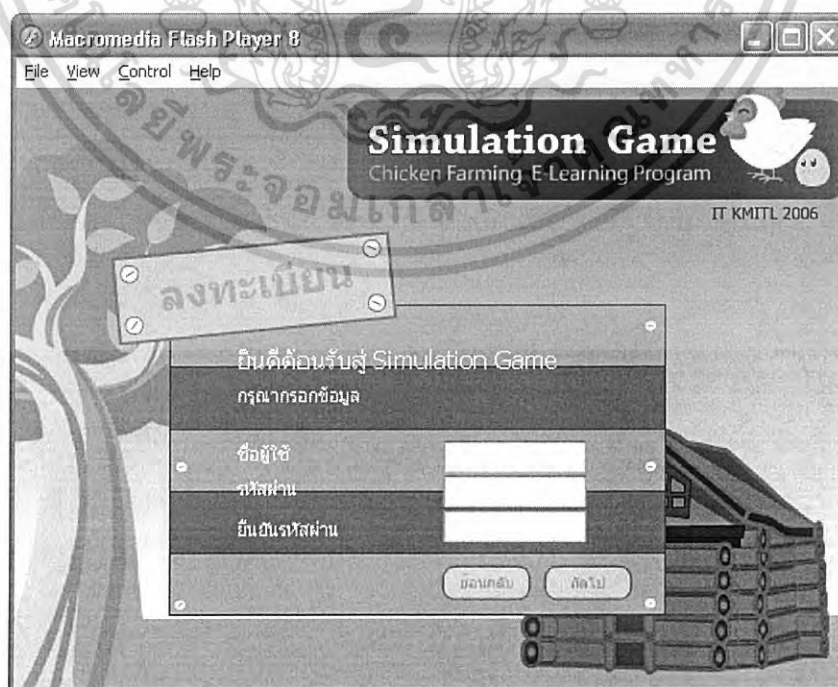 Macromedia Flash Player 8
File View Control Help
Simulation Game
Chicken Farming E-Learning Program
IT KMITL 2006
ลงทะเบียน
ยินดีต้อนรับสู่ Simulation Game
กรุณากรอกข้อมูล
ชื่อผู้ใช้
รหัสผ่าน
ยืนยันรหัสผ่าน
ย้อนกลับ ถัดไป